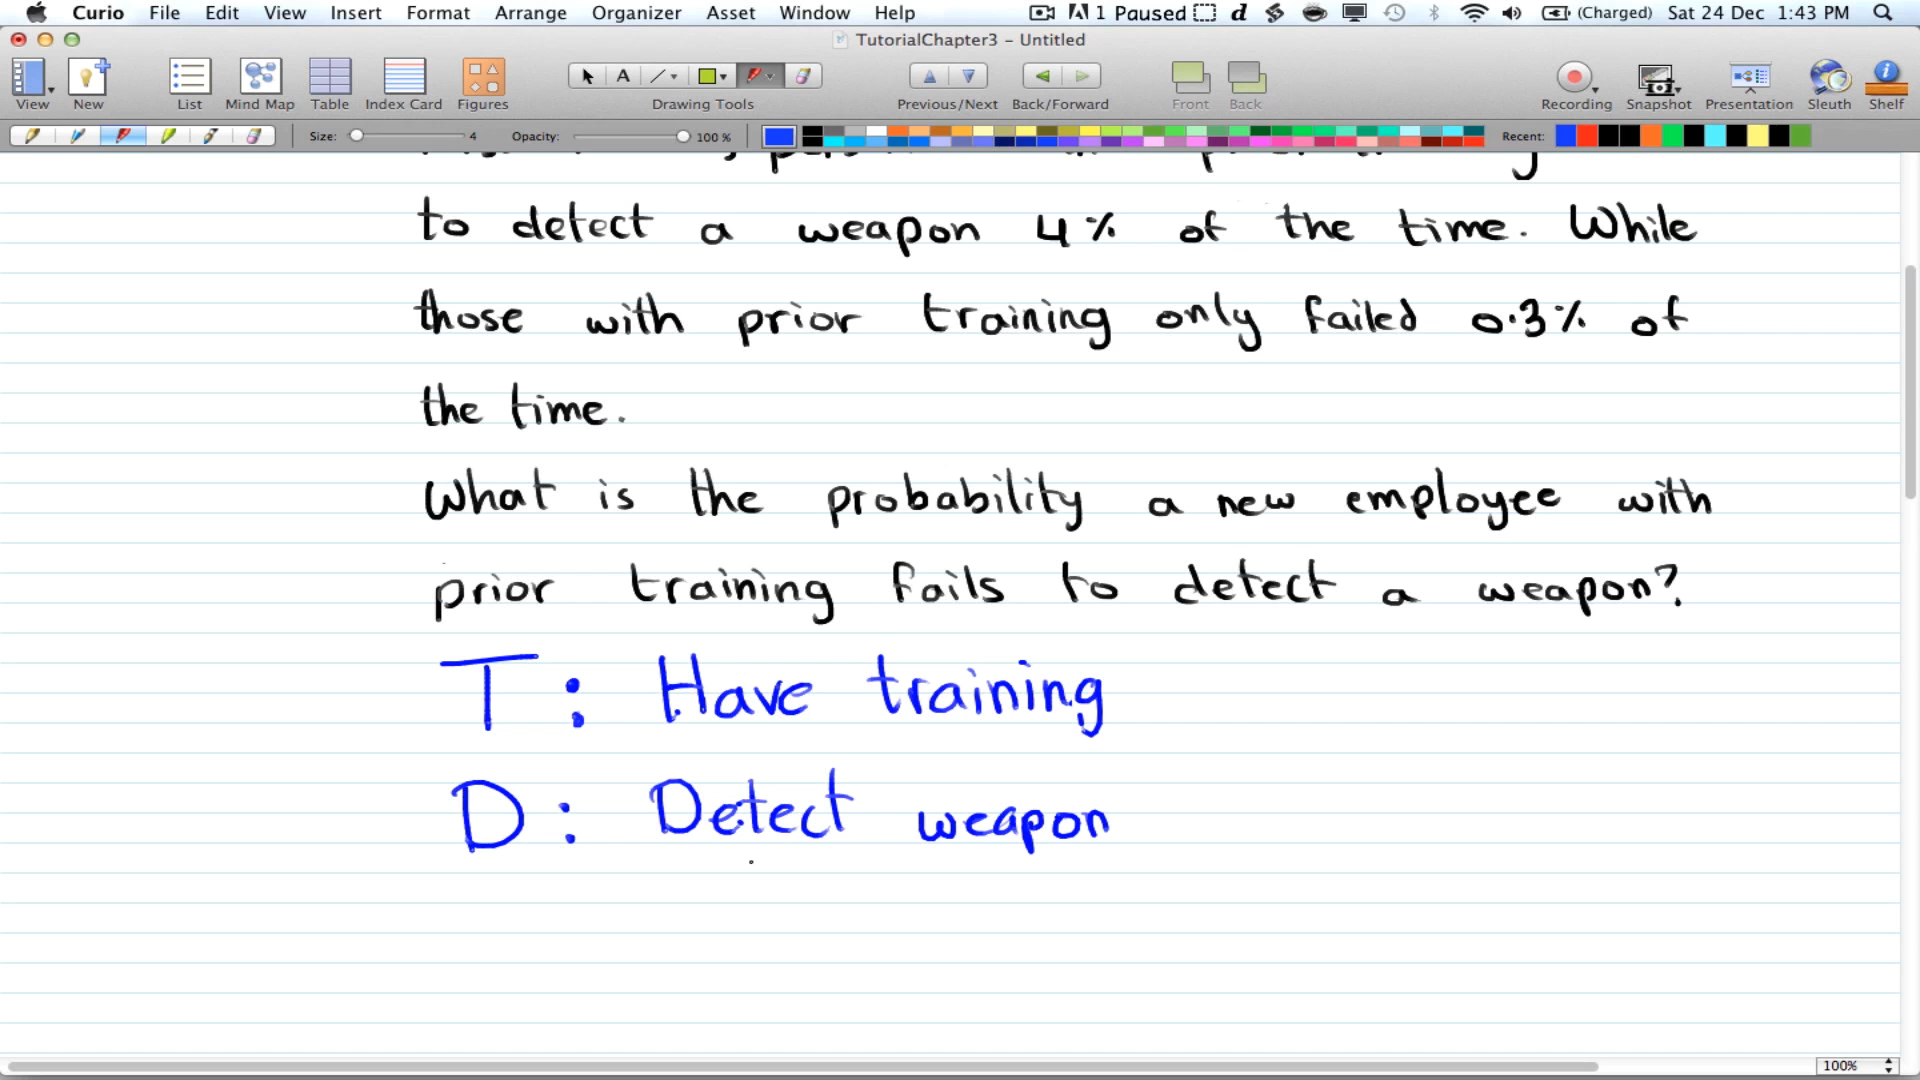 Curio File Edit View Insert Format Arrange Organizer Asset Window Help 1 Paused (Charged) Sat 24 Dec 1:43 PM
TutorialChapter3 – Untitled
View New List Mind Map Table Index Card Figures Drawing Tools Previous/Next Back/Forward Front Back Recording Snapshot Presentation Sleuth Shelf
Size: 4 Opacity: 100 % Recent:
to detect a weapon 4% of the time. While
those with prior training only failed 0.3% of
the time.
What is the probability a new employee with
prior training fails to detect a weapon?
T : Have training
D : Detect weapon
100%